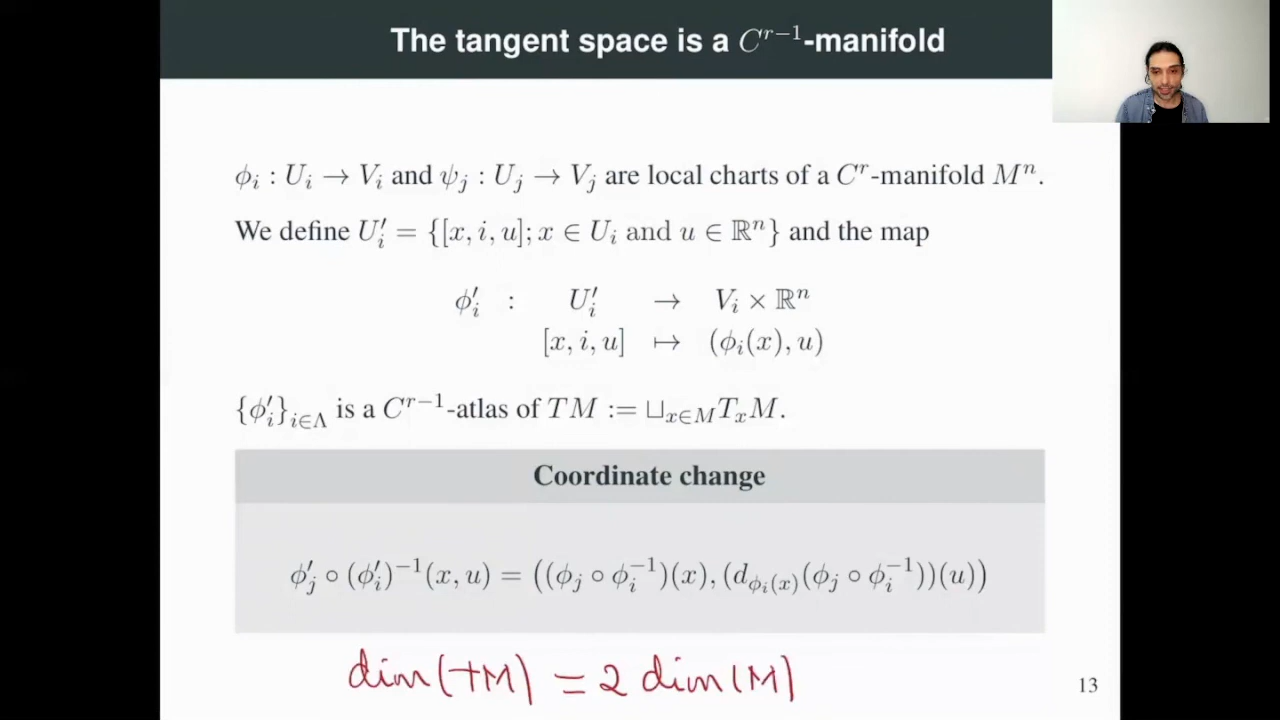 The tangent space is a C^{r−1}-manifold
ϕ_i : U_i → V_i and ψ_j : U_j → V_j are local charts of a C^r-manifold M^n.
We define U′_i = {[x, i, u]; x ∈ U_i and u ∈ ℝ^n} and the map
ϕ′_i : U′_i → V_i × ℝ^n
[x, i, u] ↦ (ϕ_i(x), u)
{ϕ′_i}_{i∈Λ} is a C^{r−1}-atlas of TM := ⊔_{x∈M} T_xM.
Coordinate change
ϕ′_j ∘ (ϕ′_i)^{−1}(x, u) = ((ϕ_j ∘ ϕ_i^{−1})(x), (d_{ϕ_i(x)}(ϕ_j ∘ ϕ_i^{−1}))(u))
dim(TM) = 2 dim(M)
13